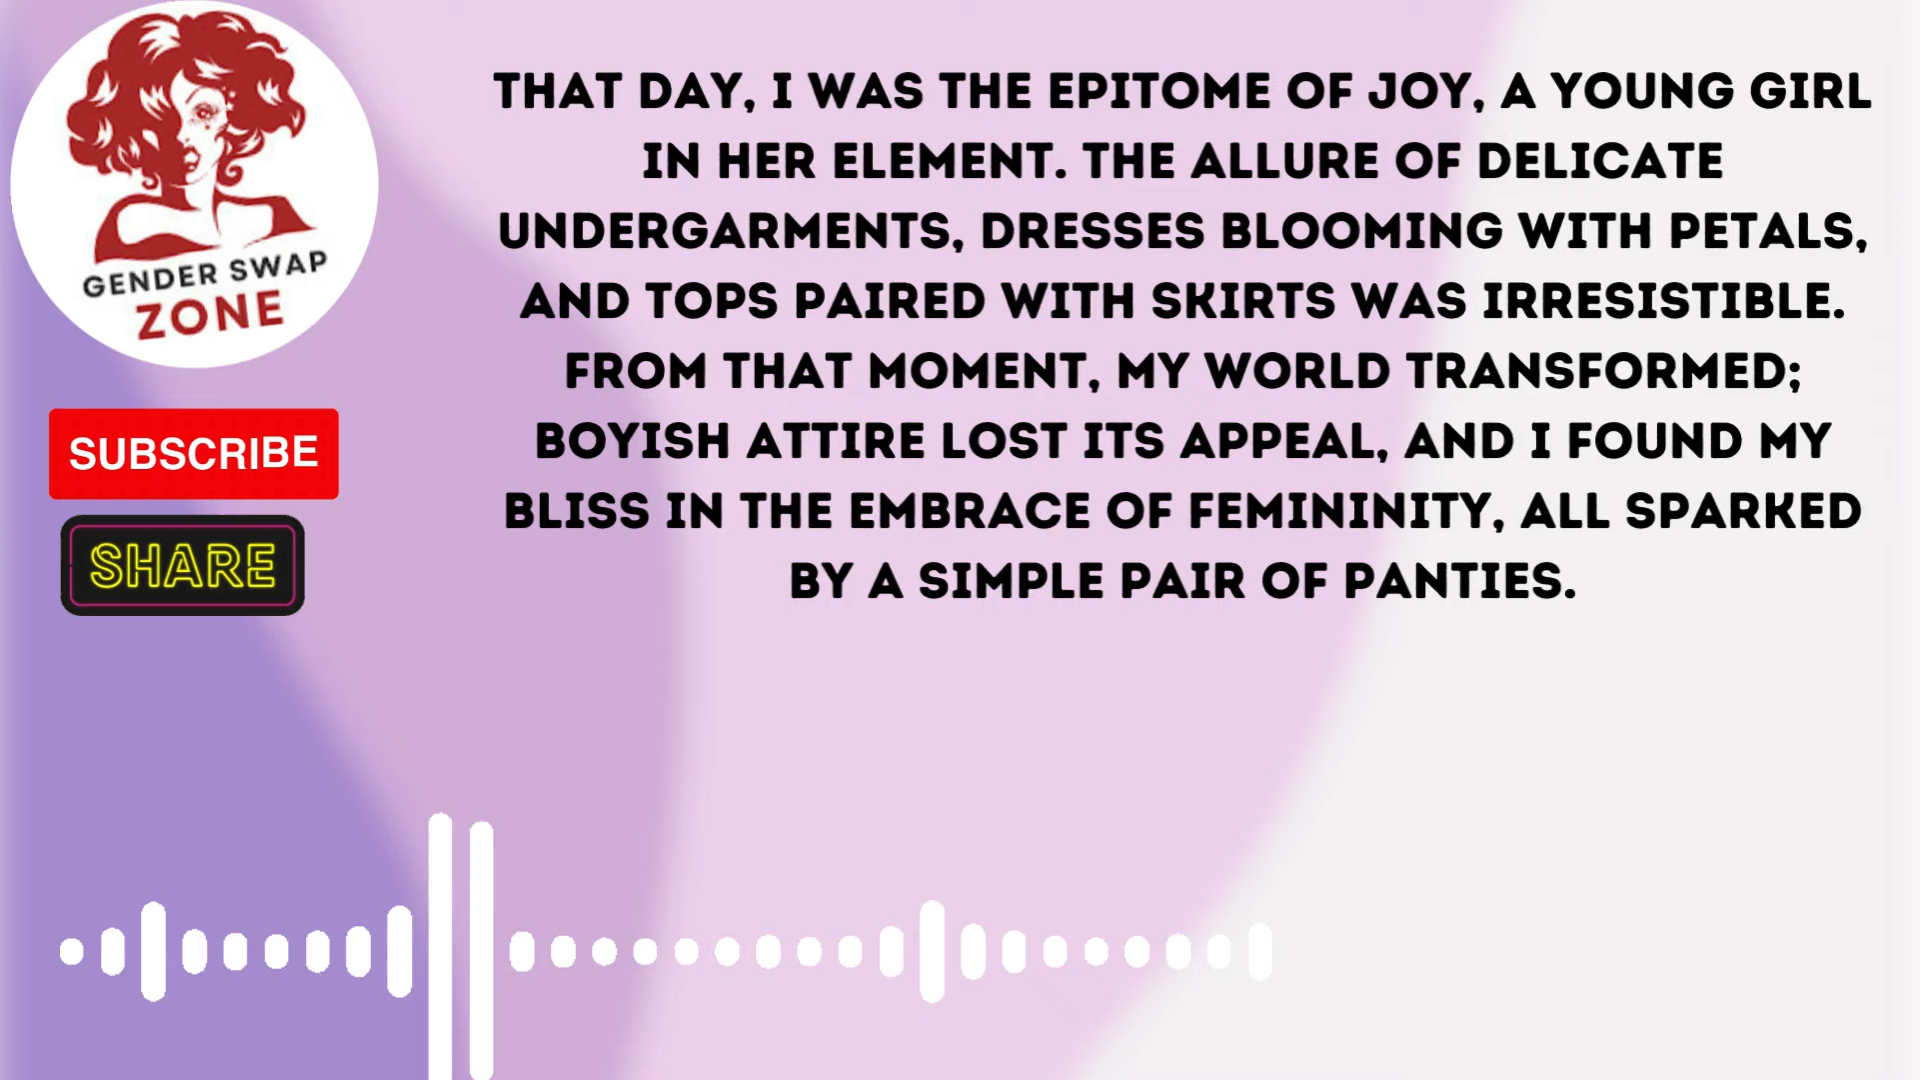 GENDER SWAP
ZONE
SUBSCRIBE
SHARE
THAT DAY, I WAS THE EPITOME OF JOY, A YOUNG GIRL
IN HER ELEMENT. THE ALLURE OF DELICATE
UNDERGARMENTS, DRESSES BLOOMING WITH PETALS,
AND TOPS PAIRED WITH SKIRTS WAS IRRESISTIBLE.
FROM THAT MOMENT, MY WORLD TRANSFORMED;
BOYISH ATTIRE LOST ITS APPEAL, AND I FOUND MY
BLISS IN THE EMBRACE OF FEMININITY, ALL SPARKED
BY A SIMPLE PAIR OF PANTIES.